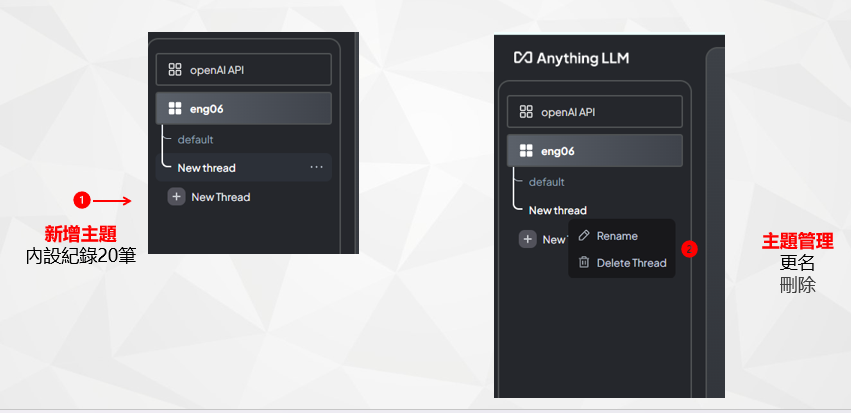 openAI API
eng06
default
New thread
...
New Thread
1
新增主題
內設紀錄20筆
Anything LLM
openAI API
eng06
default
New thread
New
Rename
Delete Thread
2
主題管理
更名
刪除